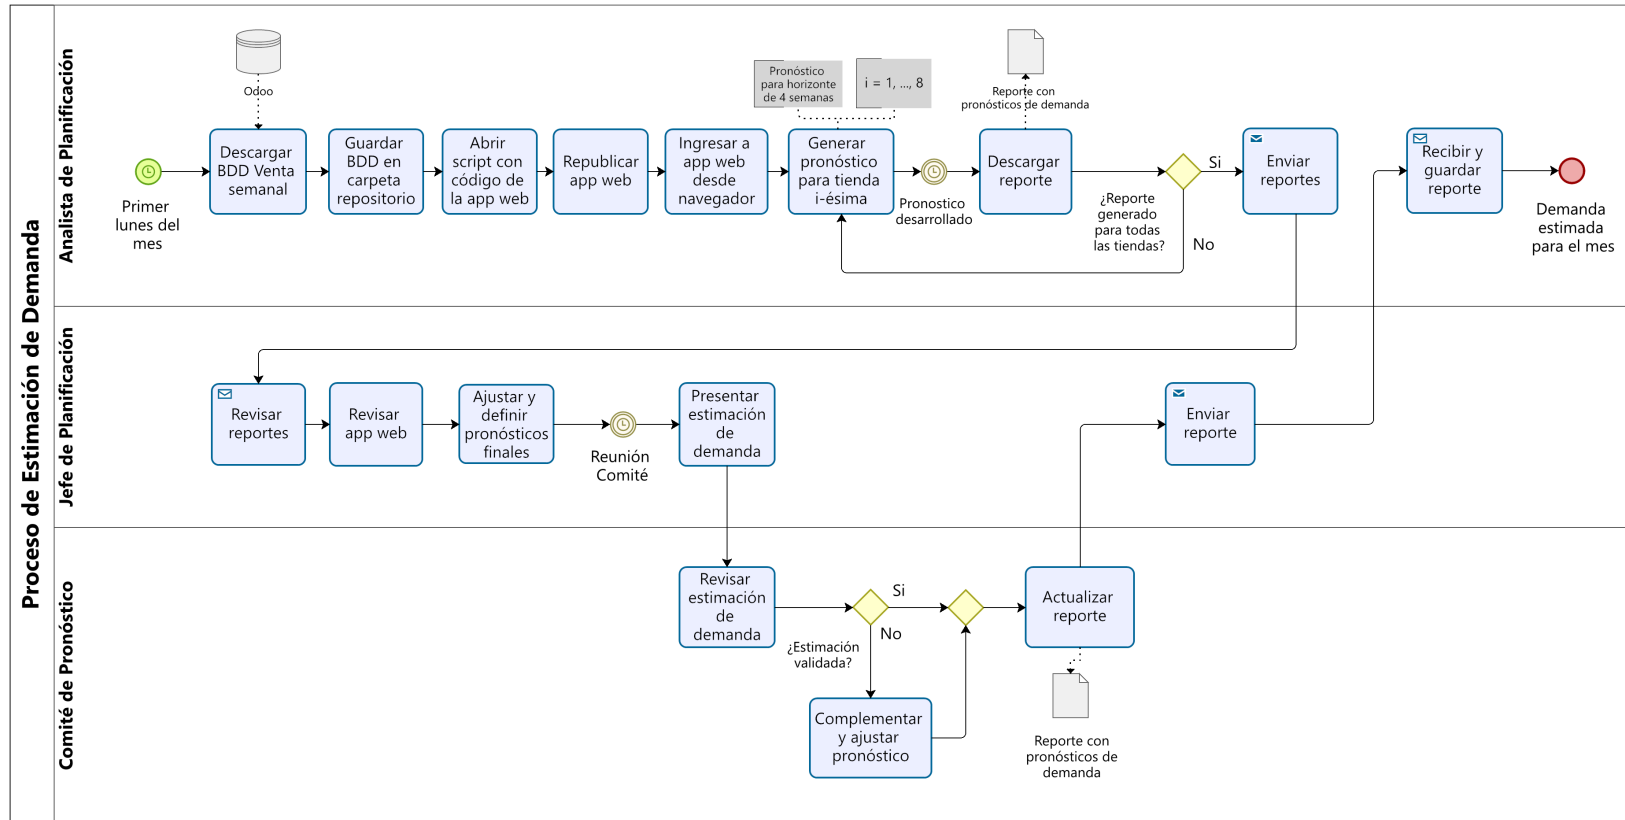 Proceso de Estimación de Demanda
Analista de Planificación
Primer
lunes del
mes
Odoo
Descargar
BDD Venta
semanal
Guardar
BDD en
carpeta
repositorio
Abrir
script con
código de
la app web
Republicar
app web
Ingresar a
app web
desde
navegador
Pronóstico
para horizonte
de 4 semanas
i = 1, ..., 8
Generar
pronóstico
para tienda
i-ésima
Pronostico
desarrollado
Reporte con
pronósticos de demanda
Descargar
reporte
¿Reporte
generado
para todas
las tiendas?
Si
No
Enviar
reportes
Recibir y
guardar
reporte
Demanda
estimada
para el mes
Jefe de Planificación
Revisar
reportes
Revisar
app web
Ajustar y
definir
pronósticos
finales
Reunión
Comité
Presentar
estimación
de
demanda
Enviar
reporte
Comité de Pronóstico
Revisar
estimación
de
demanda
¿Estimación
validada?
Si
No
Complementar
y ajustar
pronóstico
Actualizar
reporte
Reporte con
pronósticos de
demanda